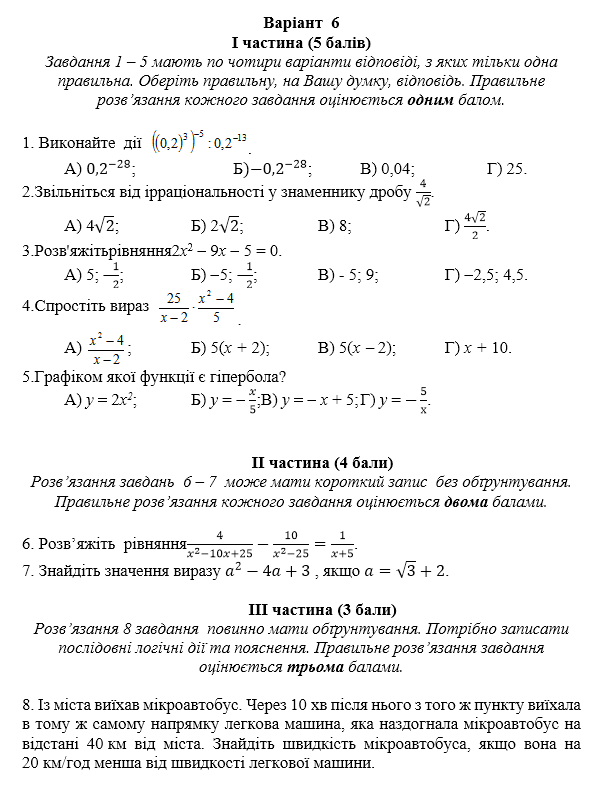 Варіант 6
І частина (5 балів)
Завдання 1 – 5 мають по чотири варіанти відповіді, з яких тільки одна
правильна. Оберіть правильну, на Вашу думку, відповідь. Правильне
розв’язання кожного завдання оцінюється одним балом.
1. Виконайте дії ((0,2)³)⁻⁵ : 0,2⁻¹³.
А) 0,2⁻²⁸; Б)−0,2⁻²⁸; В) 0,04; Г) 25.
2.Звільніться від ірраціональності у знаменнику дробу 4/√2.
А) 4√2; Б) 2√2; В) 8; Г) 4√2/2.
3.Розв'яжітьрівняння2x² – 9x – 5 = 0.
А) 5; –1/2; Б) –5; –1/2; В) - 5; 9; Г) –2,5; 4,5.
4.Спростіть вираз 25/(x – 2) · (x² – 4)/5.
А) (x² – 4)/(x – 2); Б) 5(x + 2); В) 5(x – 2); Г) x + 10.
5.Графіком якої функції є гіпербола?
А) y = 2x²; Б) y = – x/5;В) y = – x + 5;Г) y = – 5/x.
ІІ частина (4 бали)
Розв’язання завдань 6 – 7 може мати короткий запис без обґрунтування.
Правильне розв’язання кожного завдання оцінюється двома балами.
6. Розв’яжіть рівняння4/(x²−10x+25) − 10/(x²−25) = 1/(x+5).
7. Знайдіть значення виразу a² − 4a + 3 , якщо a = √3 + 2.
ІІІ частина (3 бали)
Розв’язання 8 завдання повинно мати обґрунтування. Потрібно записати
послідовні логічні дії та пояснення. Правильне розв’язання завдання
оцінюється трьома балами.
8. Із міста виїхав мікроавтобус. Через 10 хв після нього з того ж пункту виїхала
в тому ж самому напрямку легкова машина, яка наздогнала мікроавтобус на
відстані 40 км від міста. Знайдіть швидкість мікроавтобуса, якщо вона на
20 км/год менша від швидкості легкової машини.